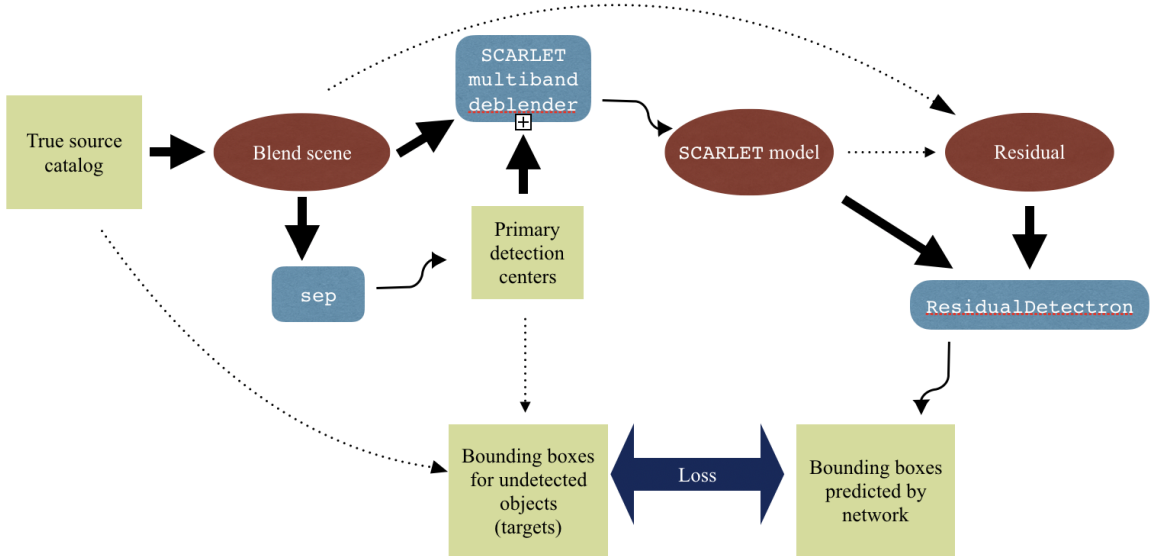 True source
catalog
Blend scene
SCARLET
multiband
deblender
SCARLET model
Residual
sep
Primary
detection
centers
ResidualDetectron
Bounding boxes
for undetected
objects
(targets)
Loss
Bounding boxes
predicted by
network